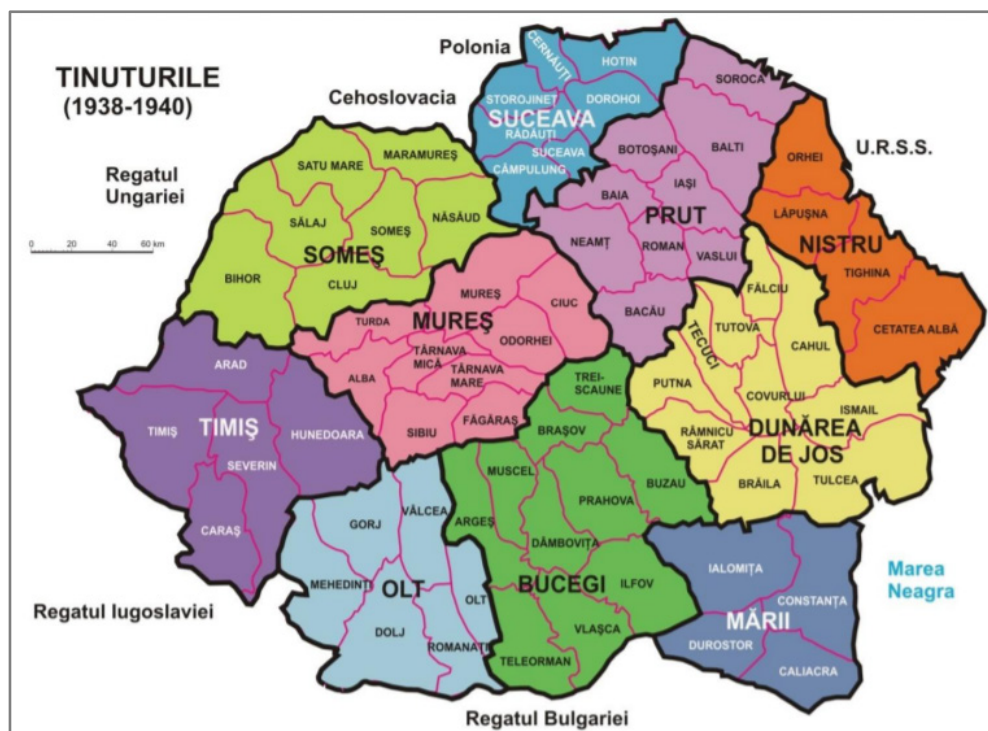 TINUTURILE
(1938-1940)
Polonia
Cehoslovacia
Regatul
Ungariei
U.R.S.S.
0 20 40 60 km
Marea
Neagra
Regatul Iugoslaviei
Regatul Bulgariei
SUCEAVA
CERNĂUȚI
HOTIN
STOROJINEȚ
DOROHOI
RĂDĂUȚI
SUCEAVA
CÂMPULUNG
PRUT
SOROCA
BALTI
BOTOȘANI
IAȘI
BAIA
NEAMȚ
ROMAN
VASLUI
BACĂU
NISTRU
ORHEI
LĂPUȘNA
TIGHINA
CETATEA ALBĂ
SOMEȘ
SATU MARE
MARAMUREȘ
SĂLAJ
SOMEȘ
NĂSĂUD
BIHOR
CLUJ
MUREȘ
MUREȘ
CIUC
TURDA
ODORHEI
TÂRNAVA
MICĂ
ALBA
TÂRNAVA
MARE
SIBIU
FĂGĂRAȘ
TIMIȘ
ARAD
TIMIȘ
HUNEDOARA
SEVERIN
CARAȘ
DUNĂREA
DE JOS
FĂLCIU
TUTOVA
TECUCI
CAHUL
PUTNA
COVURLUI
ISMAIL
RÂMNICU
SĂRAT
BRĂILA
TULCEA
BUCEGI
TREI-
SCAUNE
BRAȘOV
MUSCEL
BUZAU
PRAHOVA
ARGEȘ
DÂMBOVIȚA
ILFOV
VLAȘCA
TELEORMAN
OLT
GORJ
VÂLCEA
MEHEDINȚI
OLT
DOLJ
ROMANAȚI
MĂRII
IALOMIȚA
CONSTANȚA
DUROSTOR
CALIACRA